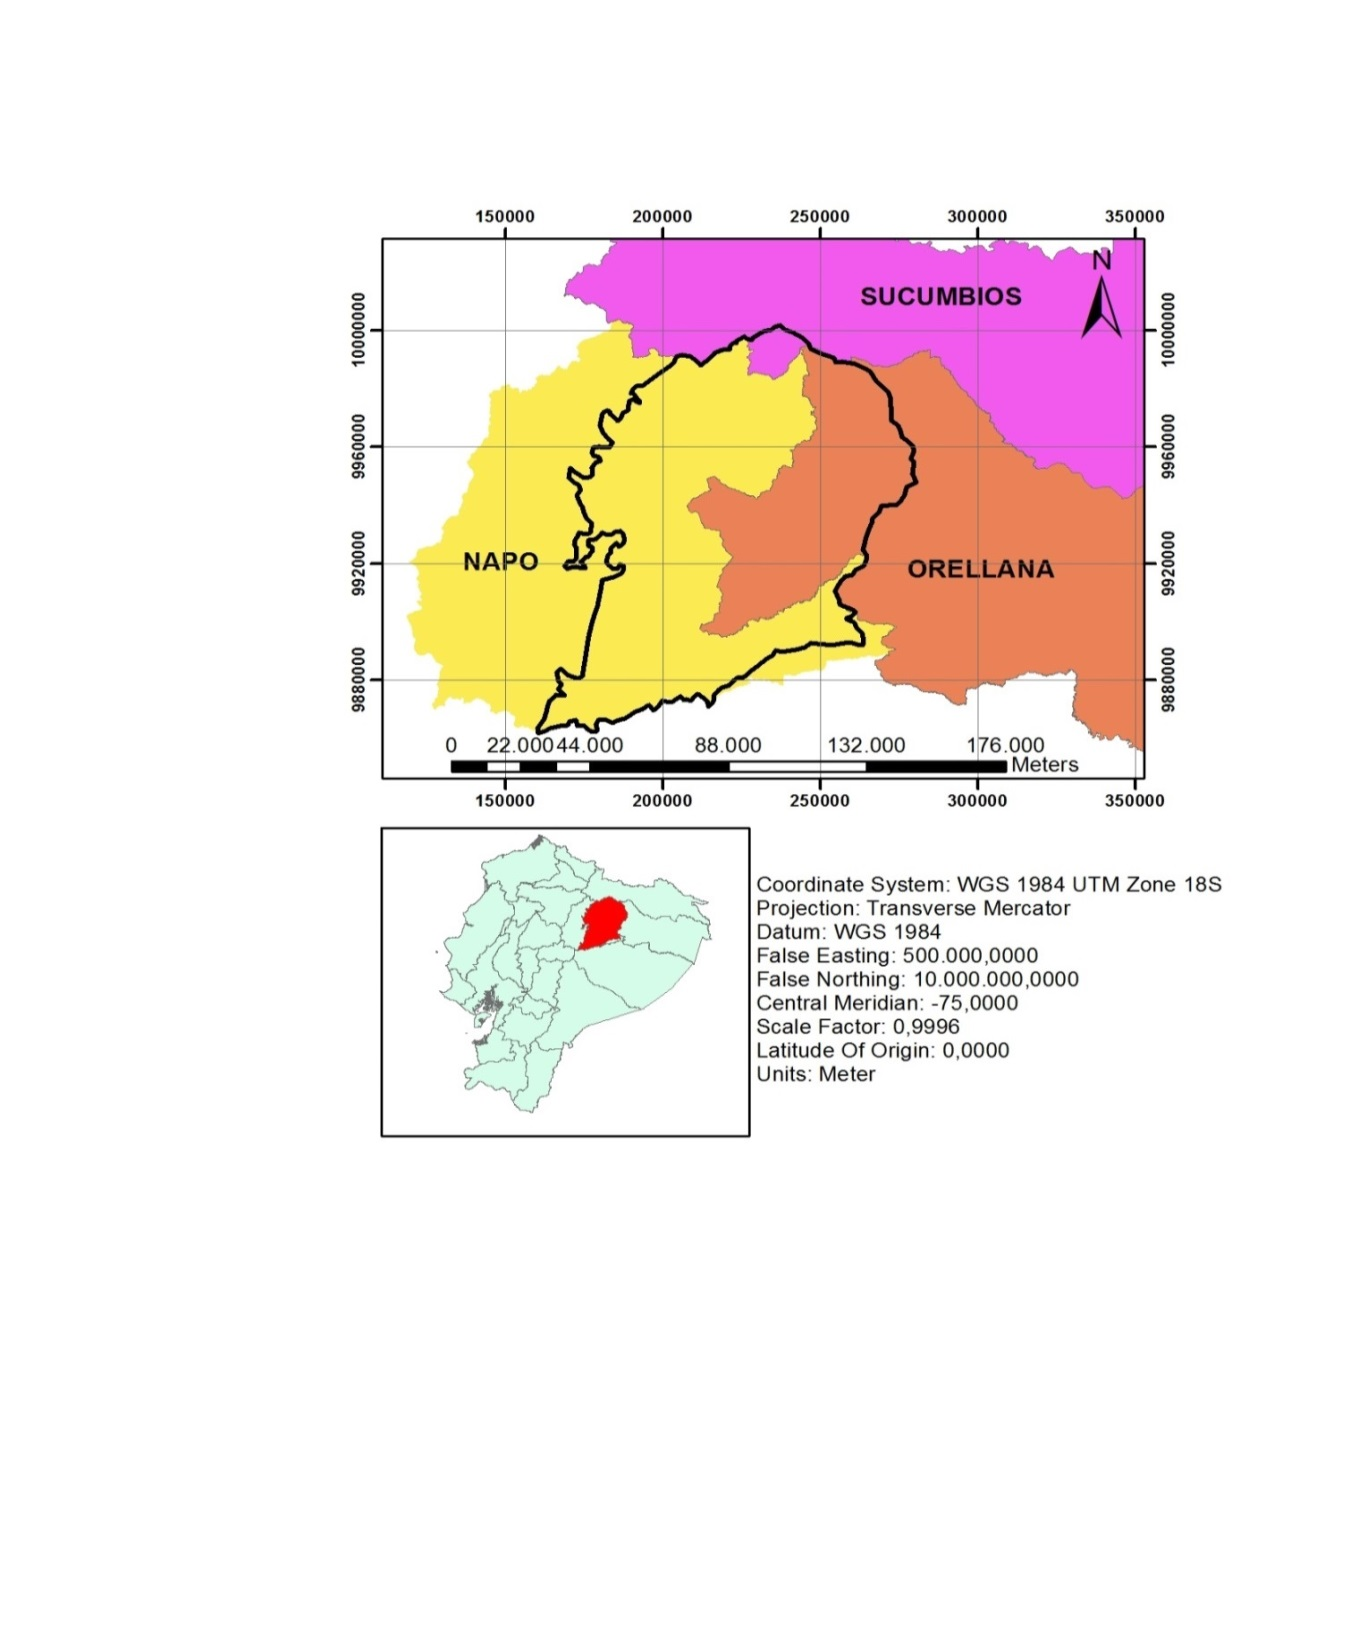 150000 200000 250000 300000 350000
N
SUCUMBIOS
10000000 10000000
9960000 9960000
NAPO ORELLANA
9920000 9920000
9880000 9880000
0 22.000 44.000 88.000 132.000 176.000
Meters
150000 200000 250000 300000 350000
Coordinate System: WGS 1984 UTM Zone 18S
Projection: Transverse Mercator
Datum: WGS 1984
False Easting: 500.000,0000
False Northing: 10.000.000,0000
Central Meridian: -75,0000
Scale Factor: 0,9996
Latitude Of Origin: 0,0000
Units: Meter